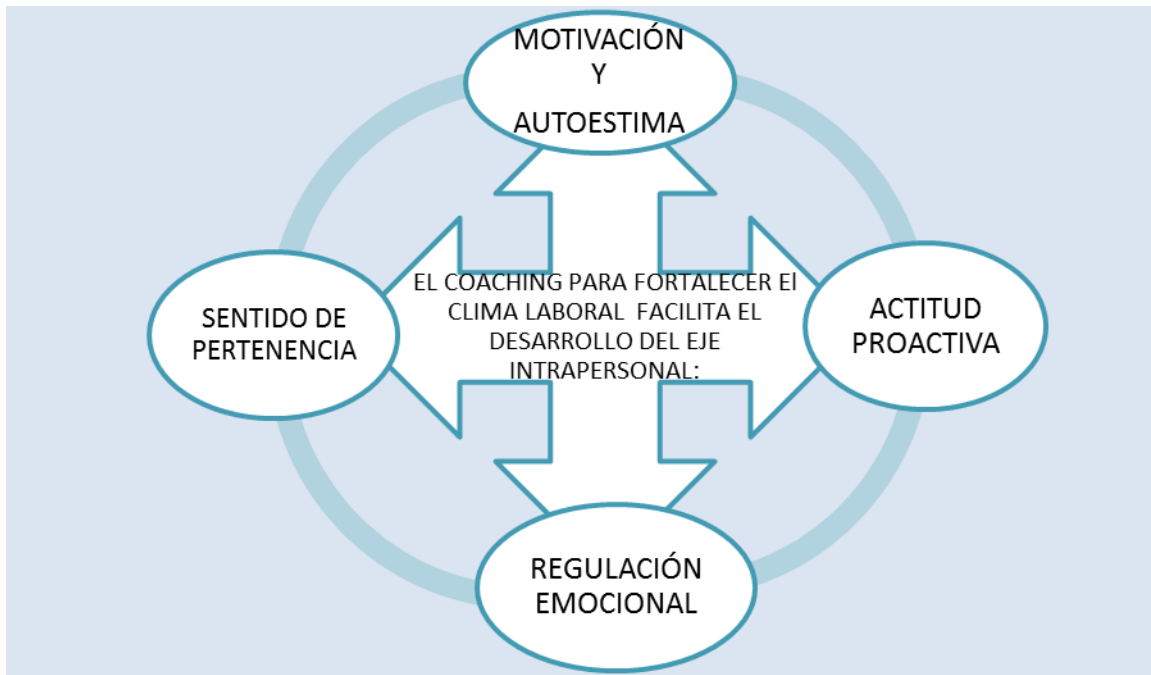 MOTIVACIÓN
Y
AUTOESTIMA
EL COACHING PARA FORTALECER El
CLIMA LABORAL FACILITA EL
DESARROLLO DEL EJE
INTRAPERSONAL:
SENTIDO DE
PERTENENCIA
ACTITUD
PROACTIVA
REGULACIÓN
EMOCIONAL